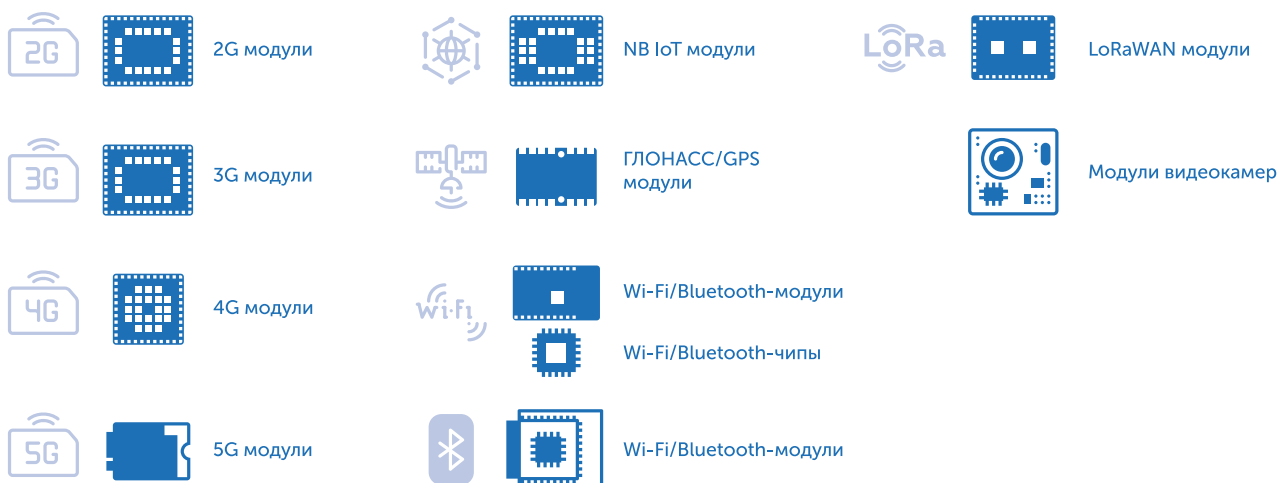 2G
2G модули
NB IoT модули
LoRa
LoRaWAN модули
3G
3G модули
ГЛОНАСС/GPS
модули
Модули видеокамер
4G
4G модули
Wi-Fi
Wi-Fi/Bluetooth-модули
Wi-Fi/Bluetooth-чипы
5G
5G модули
Wi-Fi/Bluetooth-модули